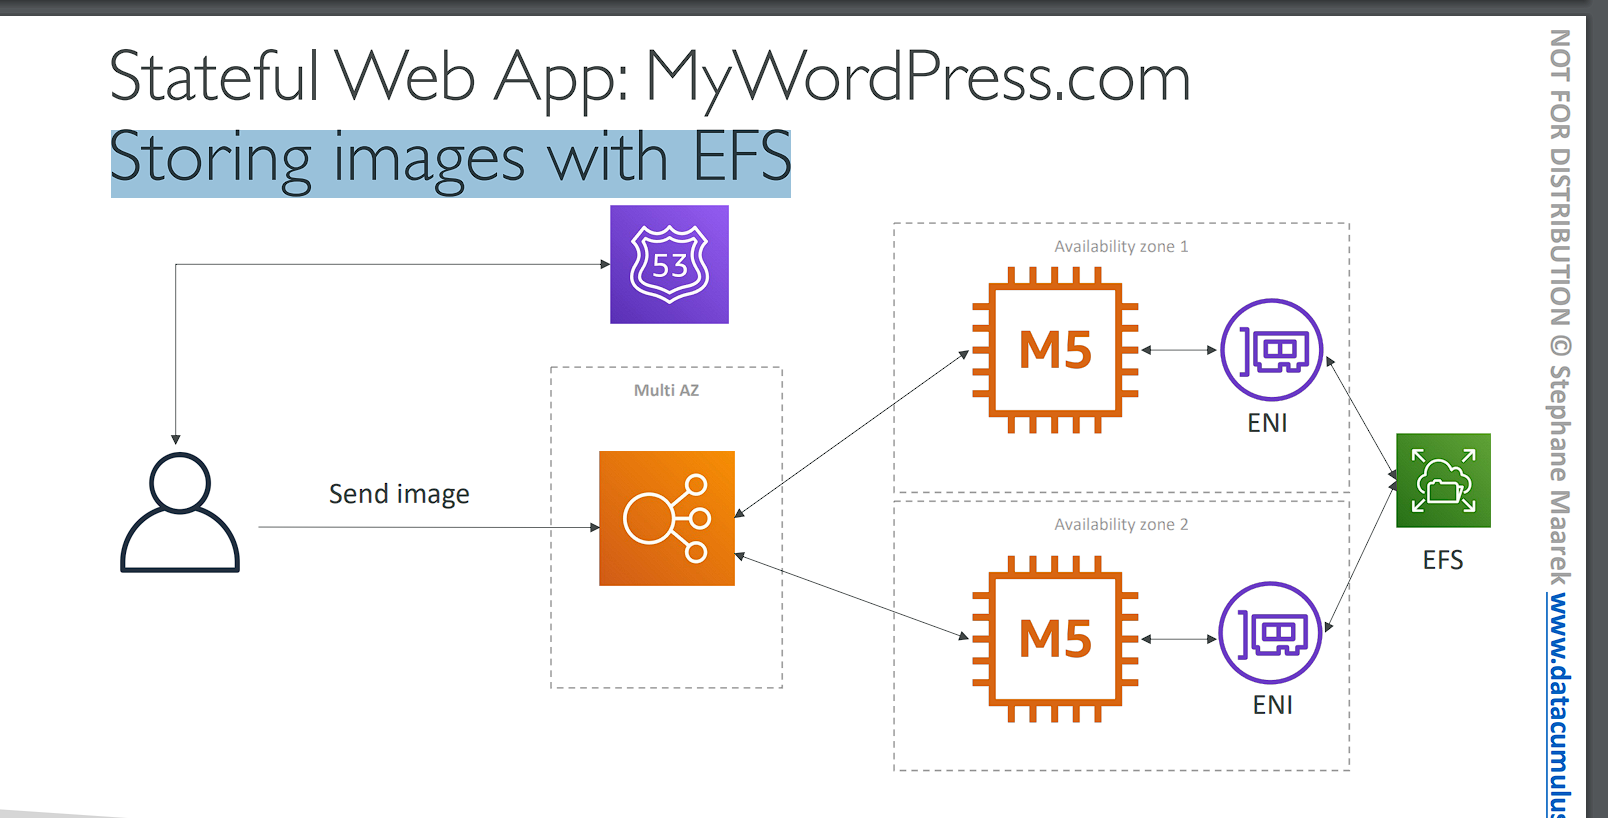 Stateful Web App: MyWordPress.com
Storing images with EFS
53
Availability zone 1
M5
ENI
Multi AZ
Send image
EFS
Availability zone 2
M5
ENI
NOT FOR DISTRIBUTION © Stephane Maarek www.datacumulus